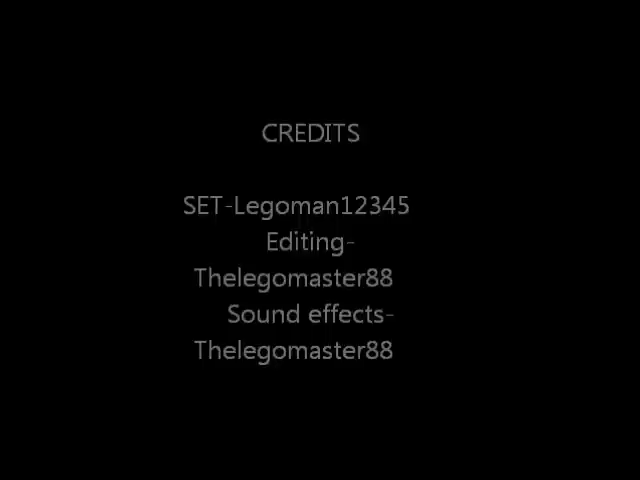 CREDITS
SET-Legoman12345
Editing-
Thelegomaster88
Sound effects-
Thelegomaster88